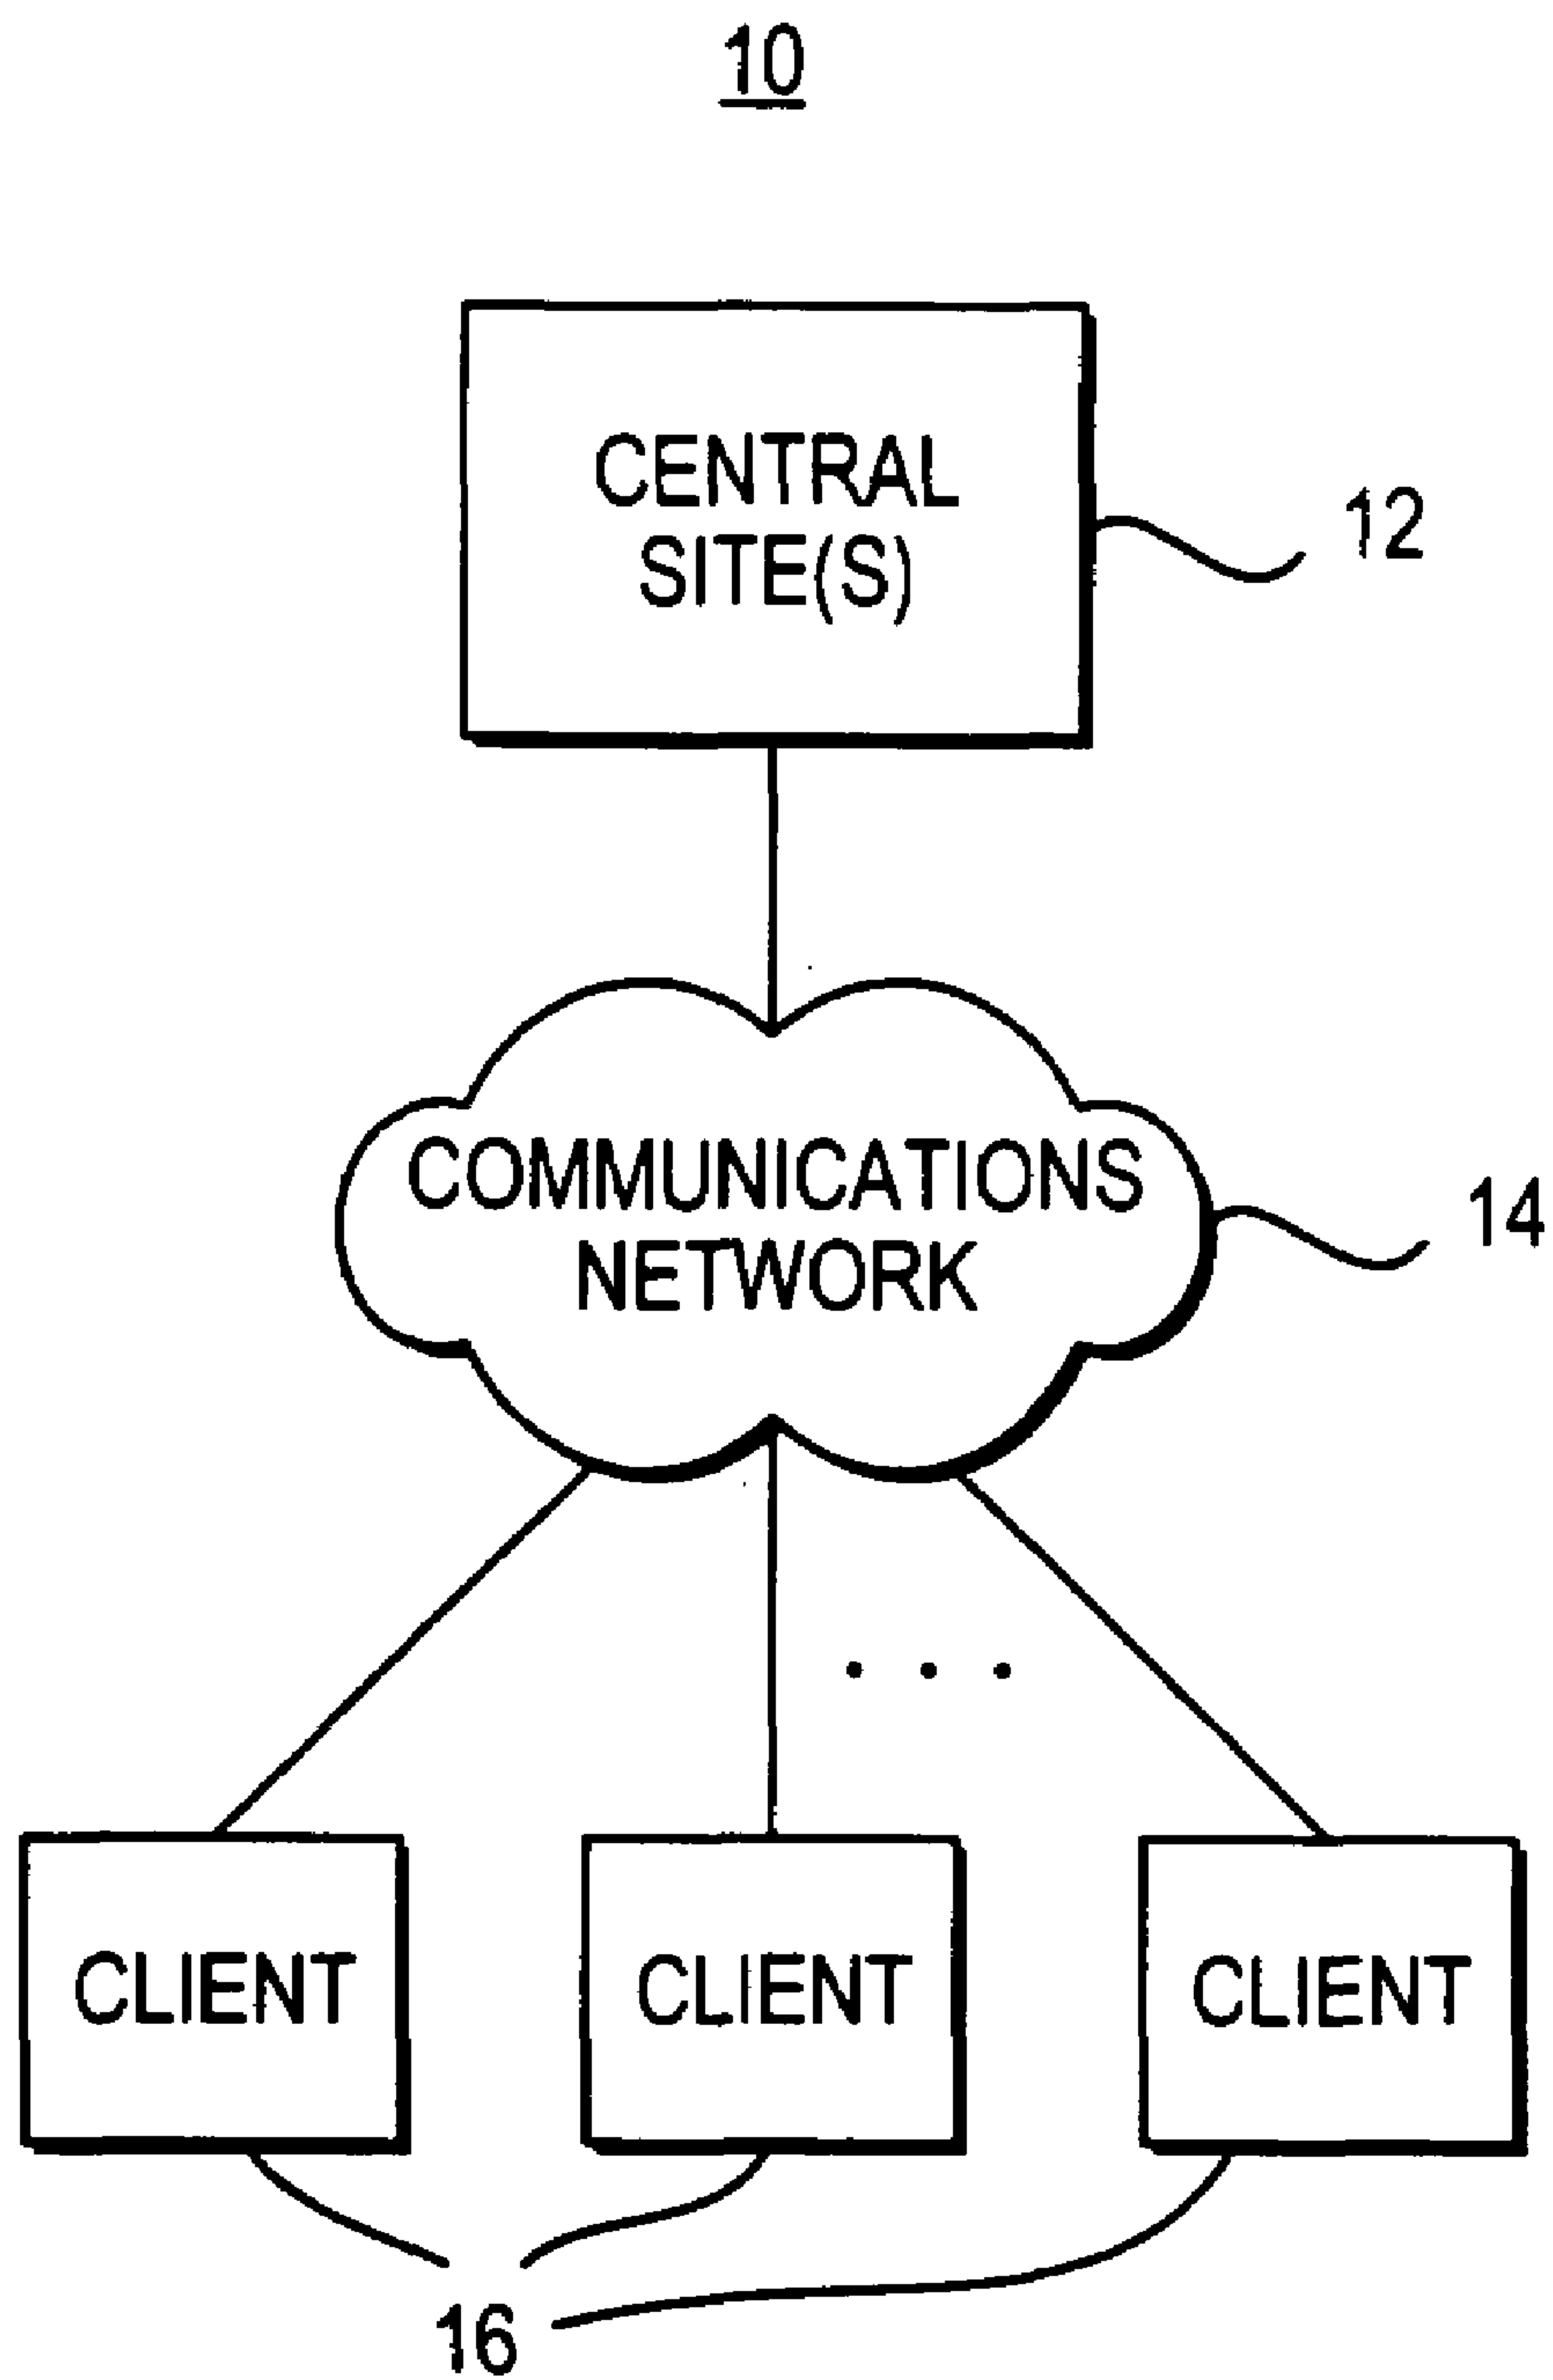 10
CENTRAL
SITE(S)
12
COMMUNICATIONS
NETWORK
14
. . .
CLIENT
CLIENT
CLIENT
16